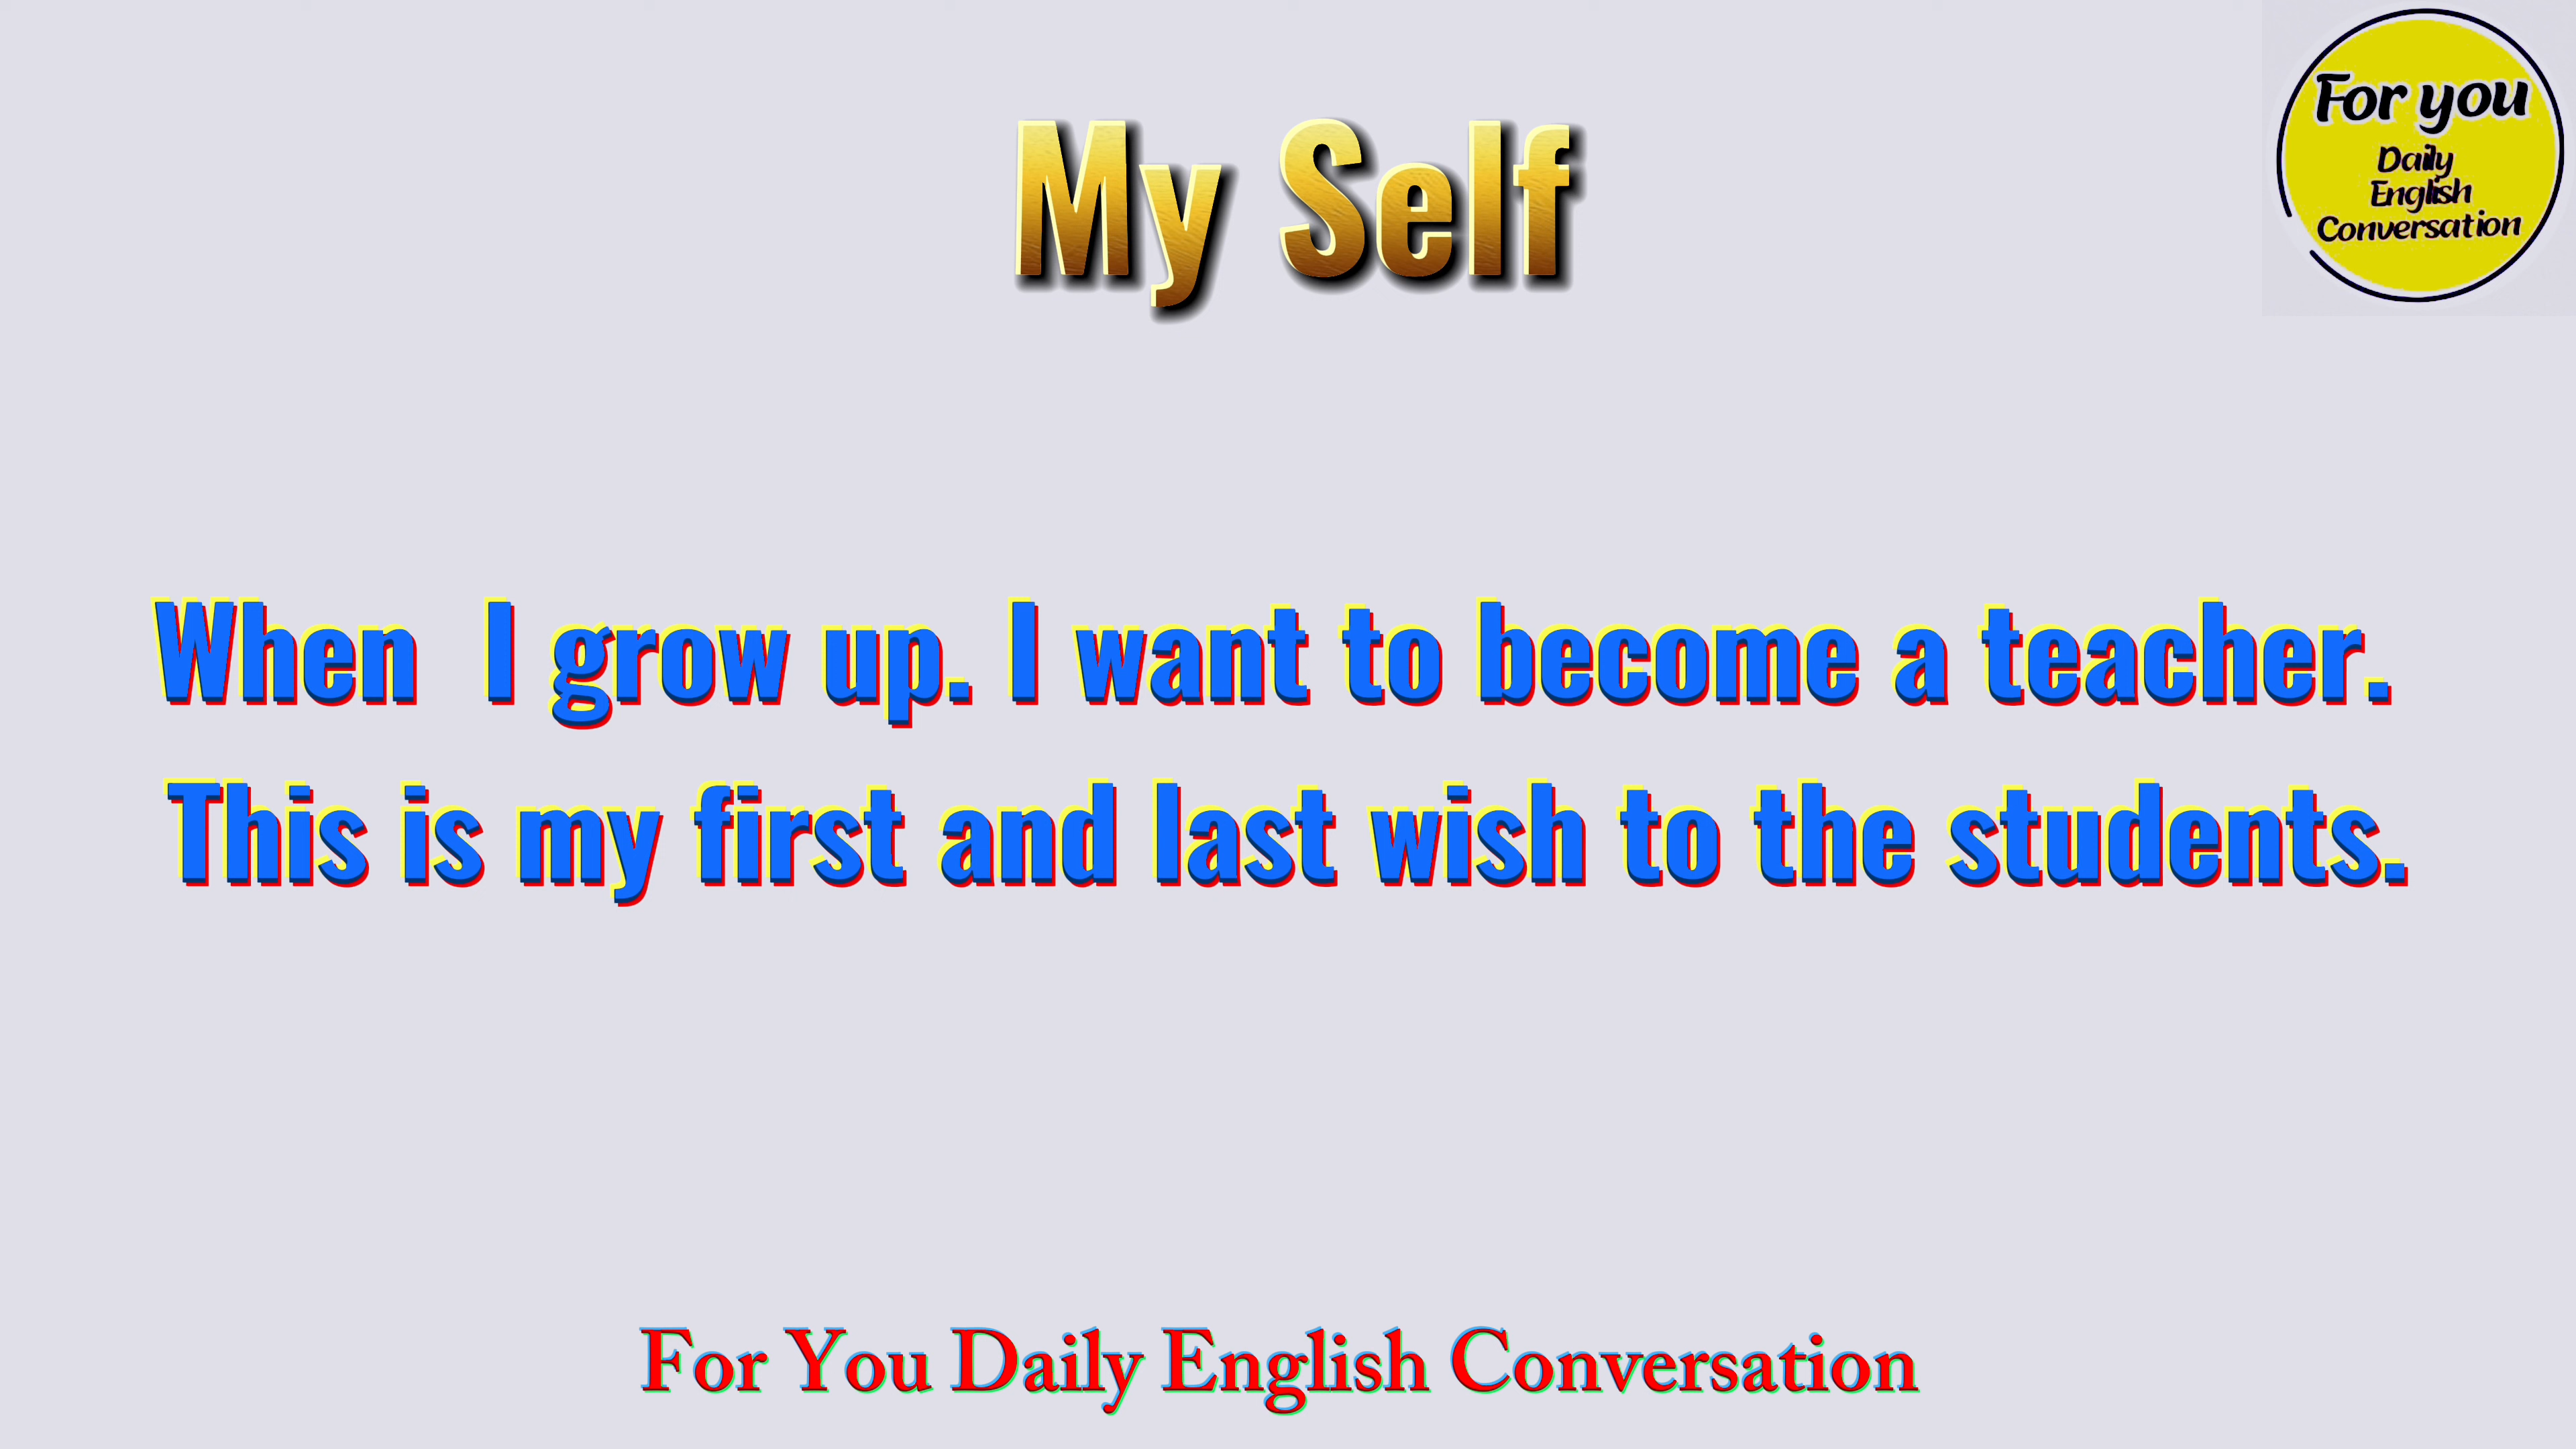 My Self
For you
Daily
English
Conversation
When I grow up. I want to become a teacher.
This is my first and last wish to the students.
For You Daily English Conversation